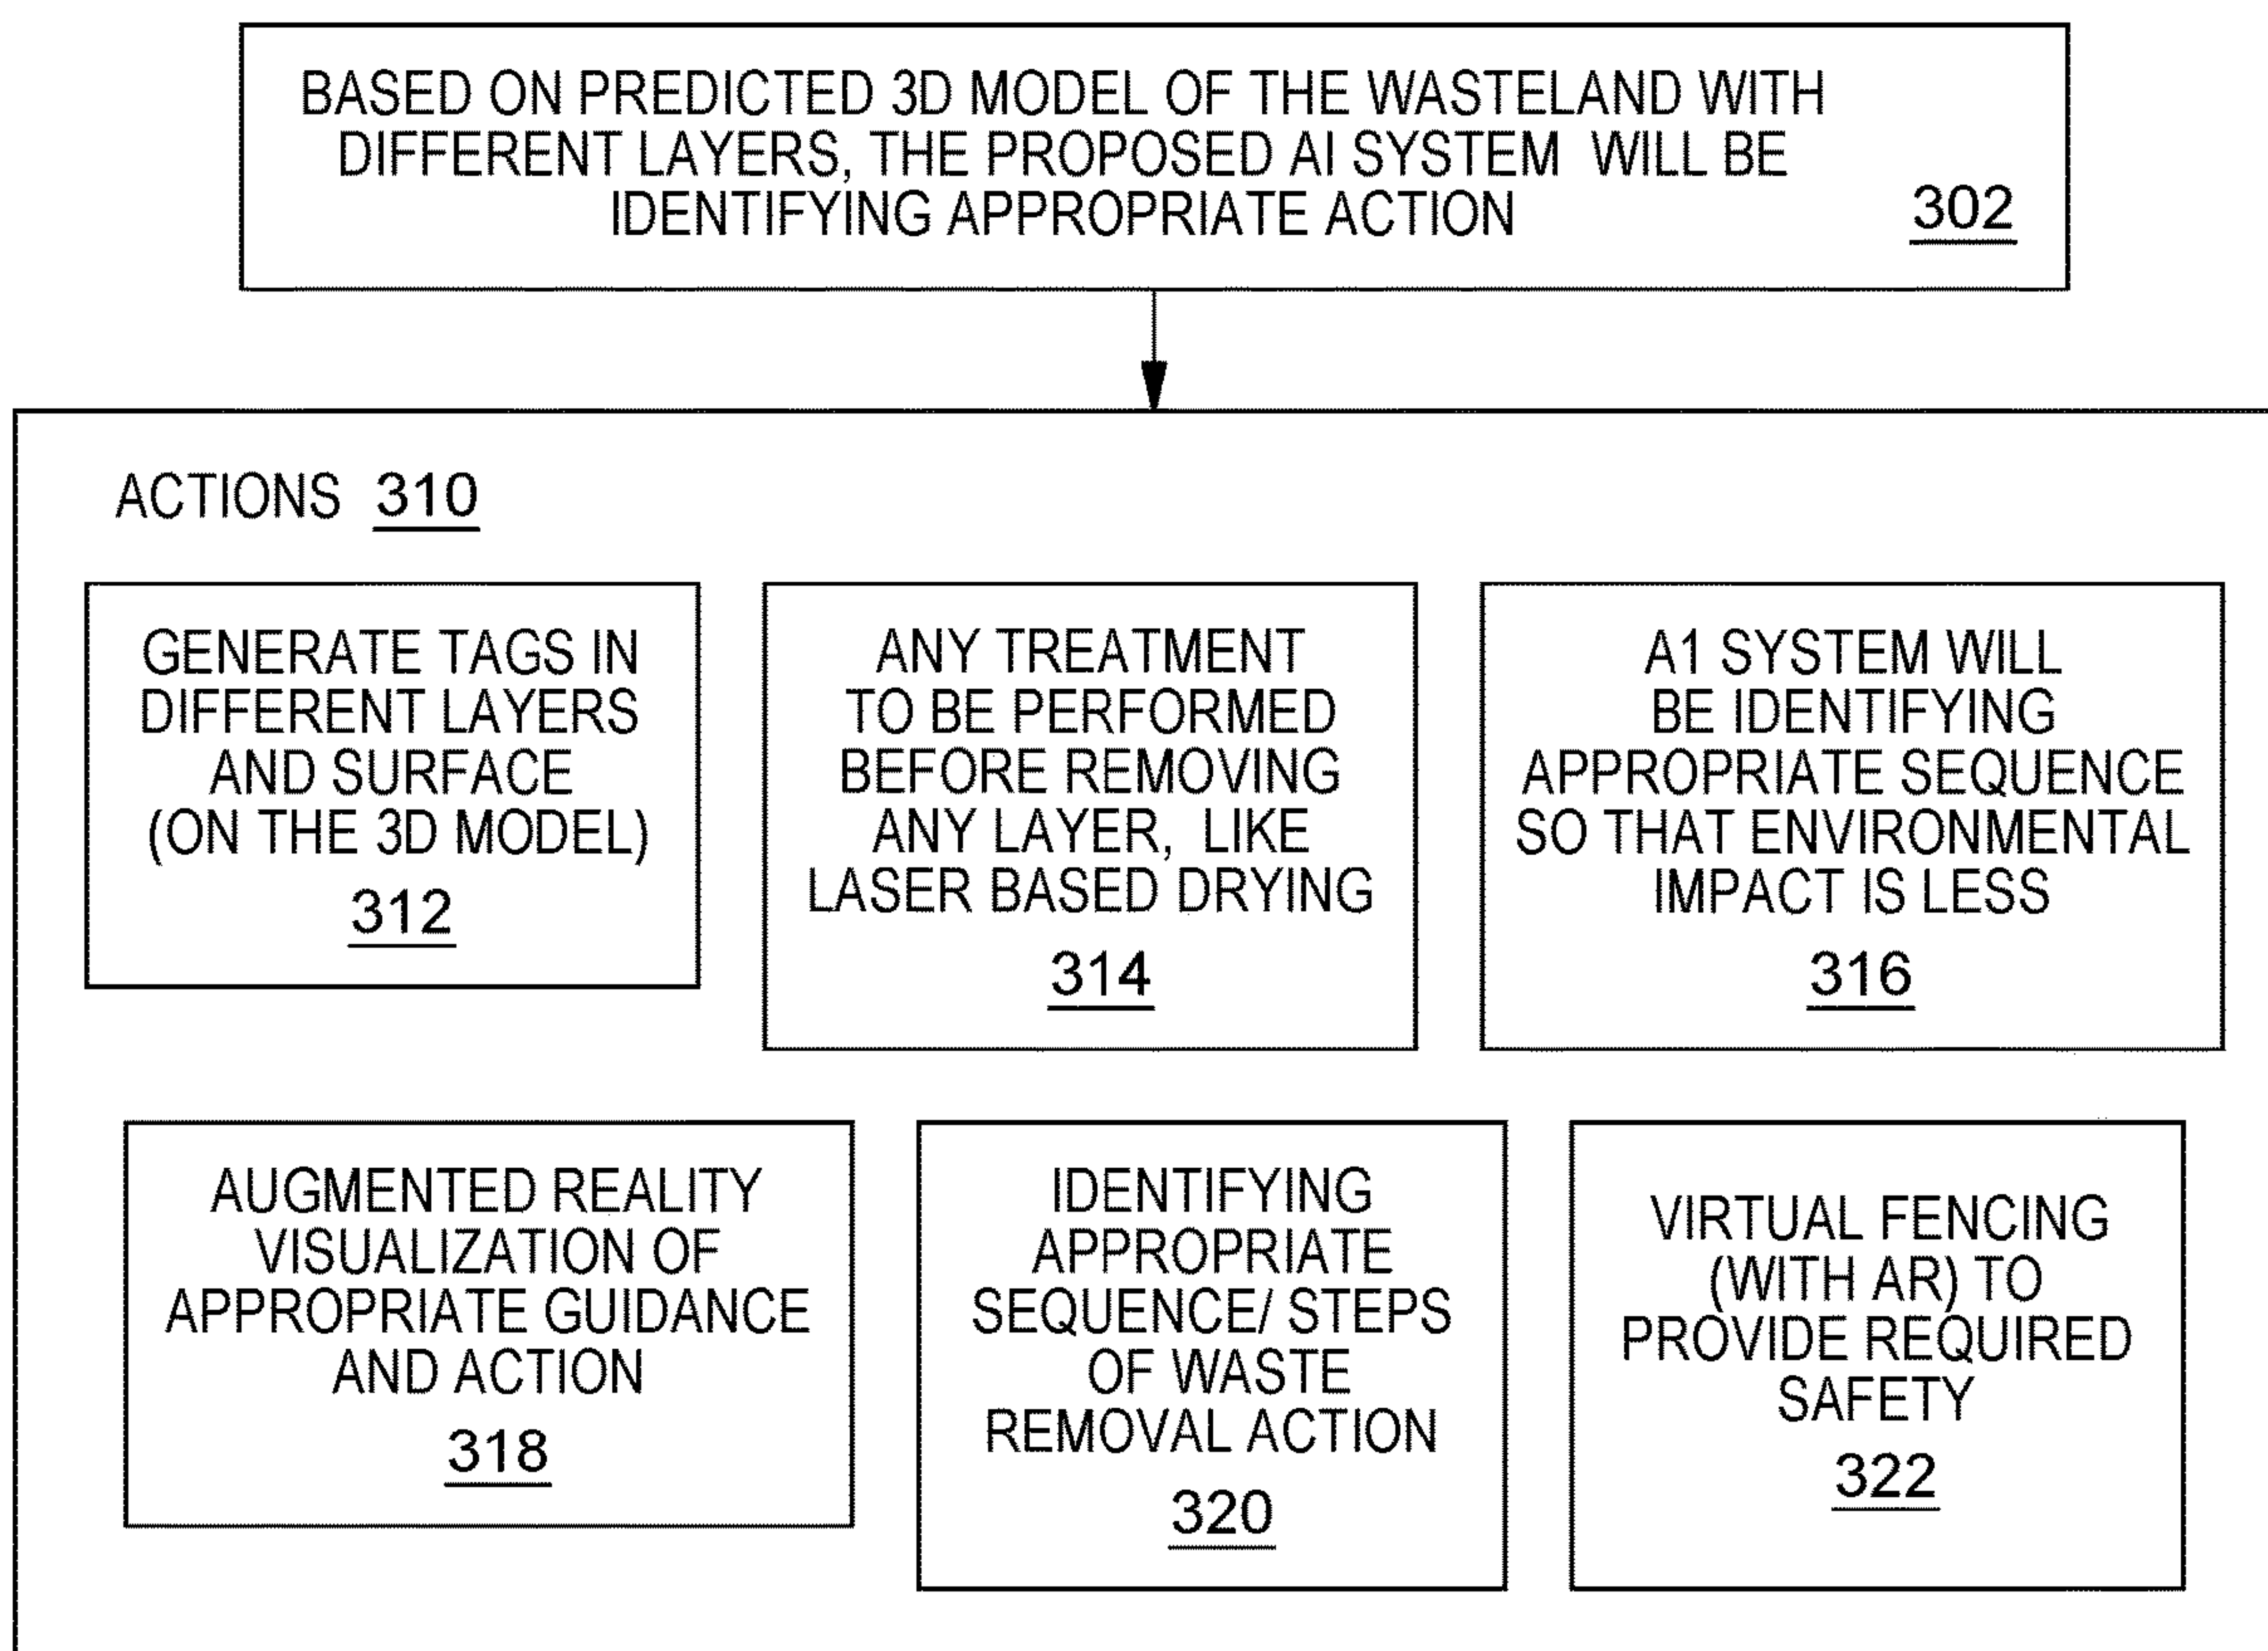 BASED ON PREDICTED 3D MODEL OF THE WASTELAND WITH
DIFFERENT LAYERS, THE PROPOSED AI SYSTEM WILL BE
IDENTIFYING APPROPRIATE ACTION 302
ACTIONS 310
GENERATE TAGS IN
DIFFERENT LAYERS
AND SURFACE
(ON THE 3D MODEL)
312
ANY TREATMENT
TO BE PERFORMED
BEFORE REMOVING
ANY LAYER, LIKE
LASER BASED DRYING
314
A1 SYSTEM WILL
BE IDENTIFYING
APPROPRIATE SEQUENCE
SO THAT ENVIRONMENTAL
IMPACT IS LESS
316
AUGMENTED REALITY
VISUALIZATION OF
APPROPRIATE GUIDANCE
AND ACTION
318
IDENTIFYING
APPROPRIATE
SEQUENCE/ STEPS
OF WASTE
REMOVAL ACTION
320
VIRTUAL FENCING
(WITH AR) TO
PROVIDE REQUIRED
SAFETY
322